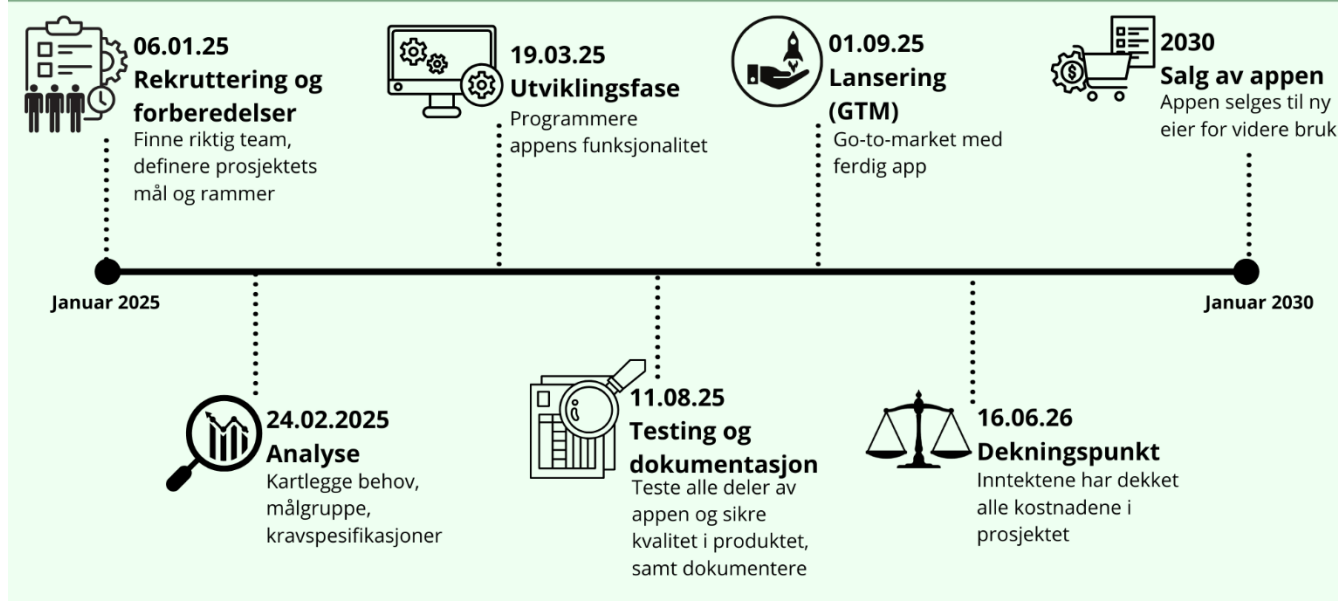 06.01.25
Rekruttering og
forberedelser
Finne riktig team,
definere prosjektets
mål og rammer
19.03.25
Utviklingsfase
Programmere
appens funksjonalitet
01.09.25
Lansering
(GTM)
Go-to-market med
ferdig app
2030
Salg av appen
Appen selges til ny
eier for videre bruk
Januar 2025
Januar 2030
24.02.2025
Analyse
Kartlegge behov,
målgruppe,
kravspesifikasjoner
11.08.25
Testing og
dokumentasjon
Teste alle deler av
appen og sikre
kvalitet i produktet,
samt dokumentere
16.06.26
Dekningspunkt
Inntektene har dekket
alle kostnadene i
prosjektet